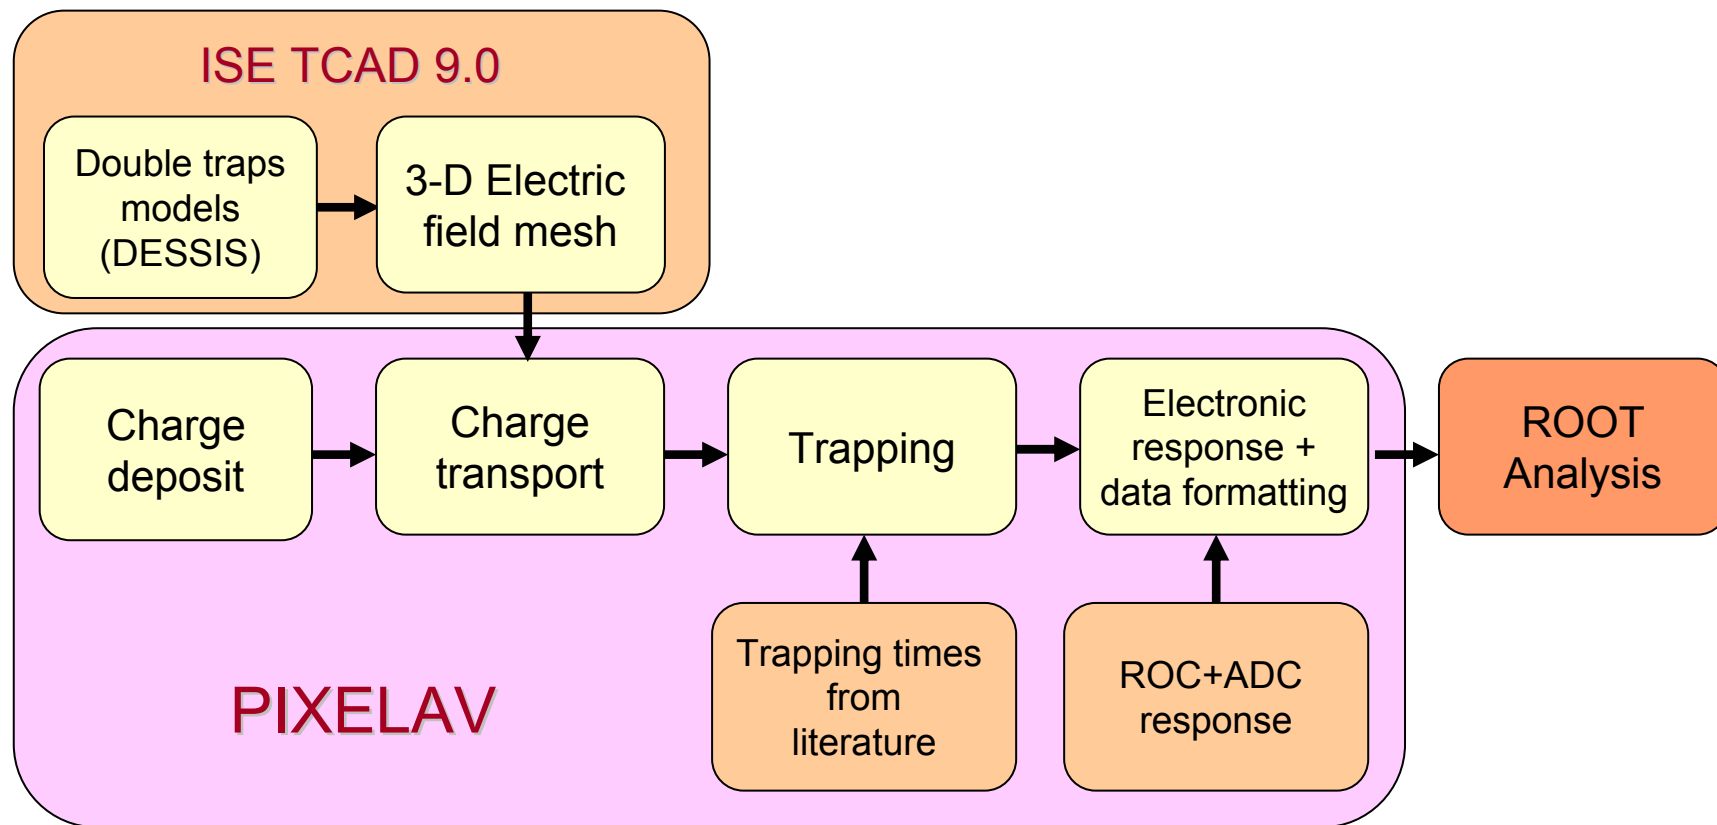 ISE TCAD 9.0
Double traps
models
(DESSIS)
3-D Electric
field mesh
Charge
deposit
Charge
transport
Trapping
Electronic
response +
data formatting
ROOT
Analysis
Trapping times
from
literature
ROC+ADC
response
PIXELAV